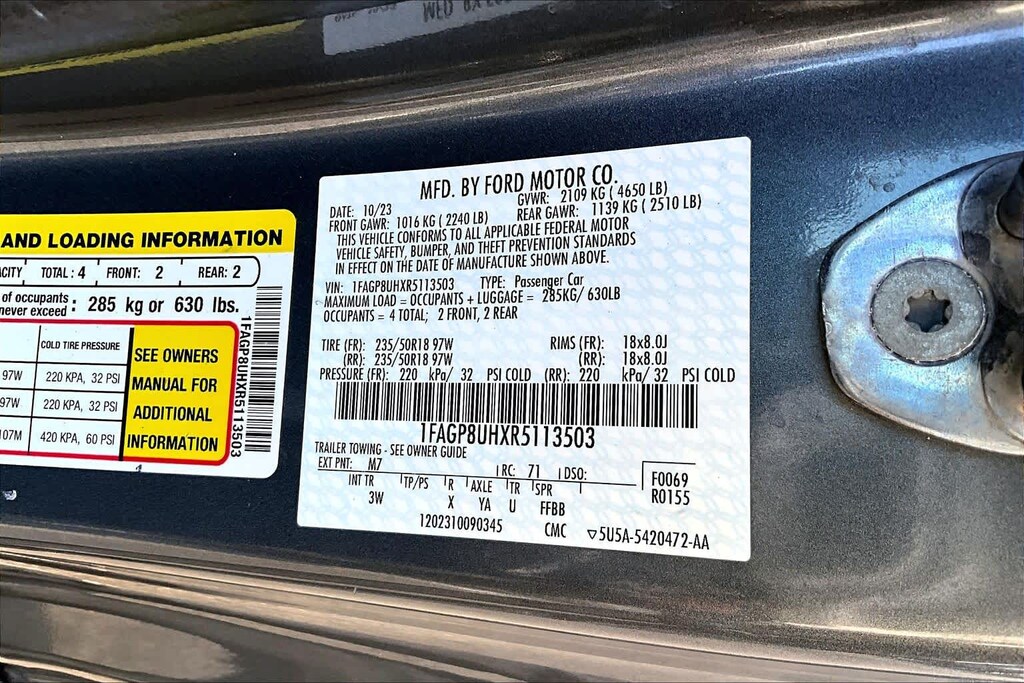 AND LOADING INFORMATION
TOTAL : 4 FRONT: 2 REAR: 2
of occupants
never exceed : 285 kg or 630 lbs.
COLD TIRE PRESSURE
97W 220 KPA, 32 PSI
97W 220 KPA, 32 PSI
107M 420 KPA, 60 PSI
SEE OWNERS
MANUAL FOR
ADDITIONAL
INFORMATION
1FAGP8UHXR5113503
MFD. BY FORD MOTOR CO.
DATE: 10/23 GVWR: 2109 KG ( 4650 LB)
FRONT GAWR: 1016 KG ( 2240 LB) REAR GAWR: 1139 KG ( 2510 LB)
THIS VEHICLE CONFORMS TO ALL APPLICABLE FEDERAL MOTOR
VEHICLE SAFETY, BUMPER, AND THEFT PREVENTION STANDARDS
IN EFFECT ON THE DATE OF MANUFACTURE SHOWN ABOVE.
VIN: 1FAGP8UHXR5113503 TYPE: Passenger Car
MAXIMUM LOAD = OCCUPANTS + LUGGAGE = 285KG/ 630LB
OCCUPANTS = 4 TOTAL; 2 FRONT, 2 REAR
TIRE (FR): 235/50R18 97W RIMS (FR): 18x8.0J
(RR): 235/50R18 97W (RR): 18x8.0J
PRESSURE (FR): 220 kPa/ 32 PSI COLD (RR): 220 kPa/ 32 PSI COLD
1FAGP8UHXR5113503
TRAILER TOWING - SEE OWNER GUIDE
EXT PNT: M7 RC: 71 DSO: F0069
INT TR TP/PS R AXLE TR SPR R0155
3W X YA U FFBB
1202310090345 CMC ▽5U5A-5420472-AA